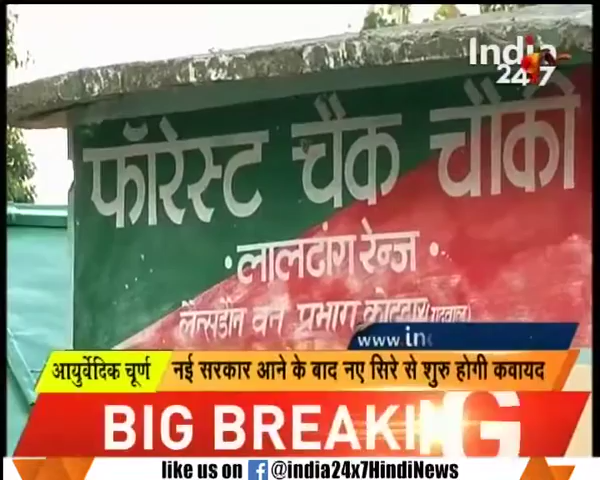 India
24x7
फॉरेस्ट चैक चौकी
• लालढांग रेन्ज •
लैन्सडौन वन प्रभाग कोटद्वार (गढ़वाल)
www.in
आयुर्वेदिक चूर्ण नई सरकार आने के बाद नए सिरे से शुरु होगी कवायद
BIG BREAKING
like us on f @india24x7HindiNews